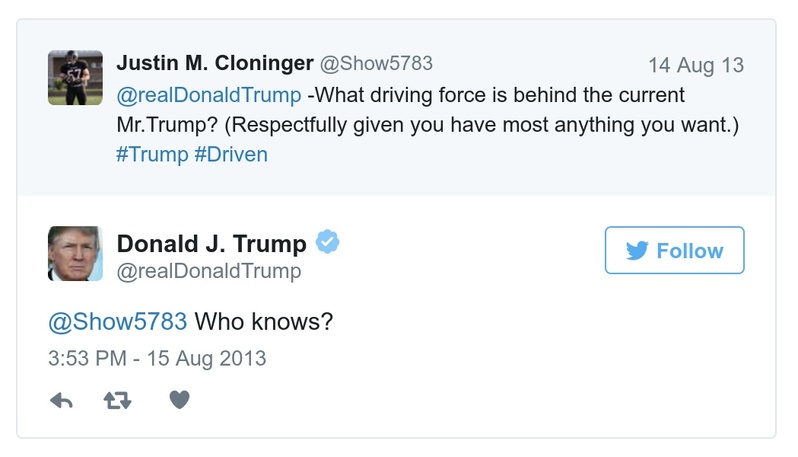 Justin M. Cloninger @Show5783 14 Aug 13
@realDonaldTrump -What driving force is behind the current
Mr.Trump? (Respectfully given you have most anything you want.)
#Trump #Driven
Donald J. Trump
@realDonaldTrump
Follow
@Show5783 Who knows?
3:53 PM - 15 Aug 2013